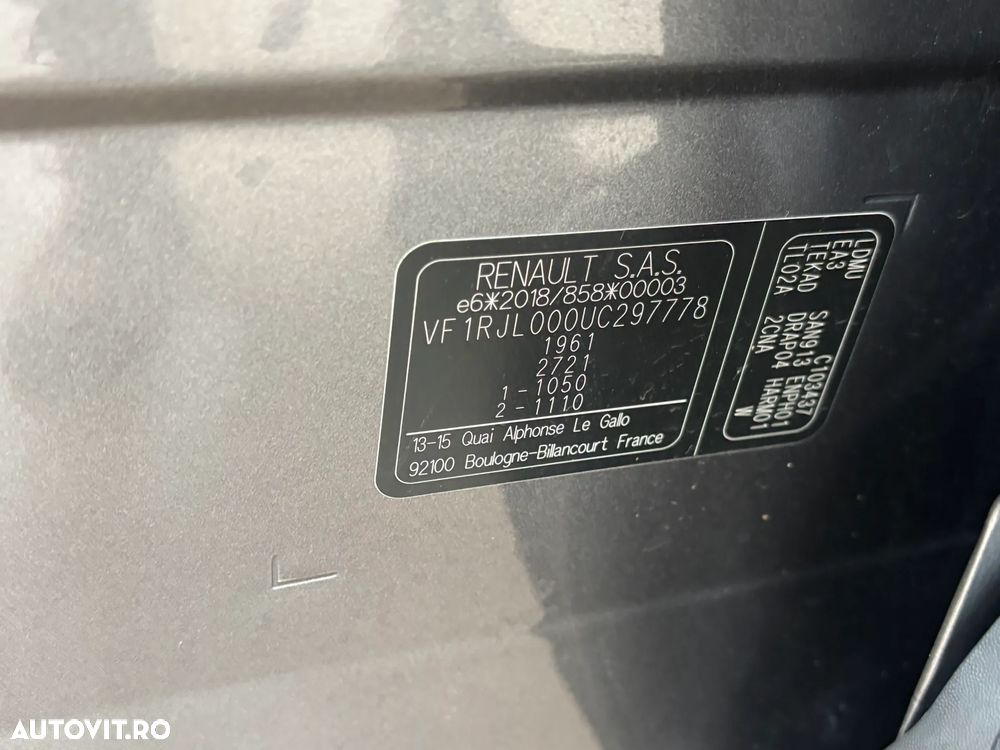 RENAULT S.A.S.
e6*2018/858*00003
VF1RJL000UC297778
1961
2721
1-1050
2-1110
13-15 Quai Alphonse Le Gallo
92100 Boulogne-Billancourt France
LDMU C103437
EA3 SAN913 ENPH01
TEKAD DRAP04 HARM01
TL02A 2CNA W
AUTOVIT.RO